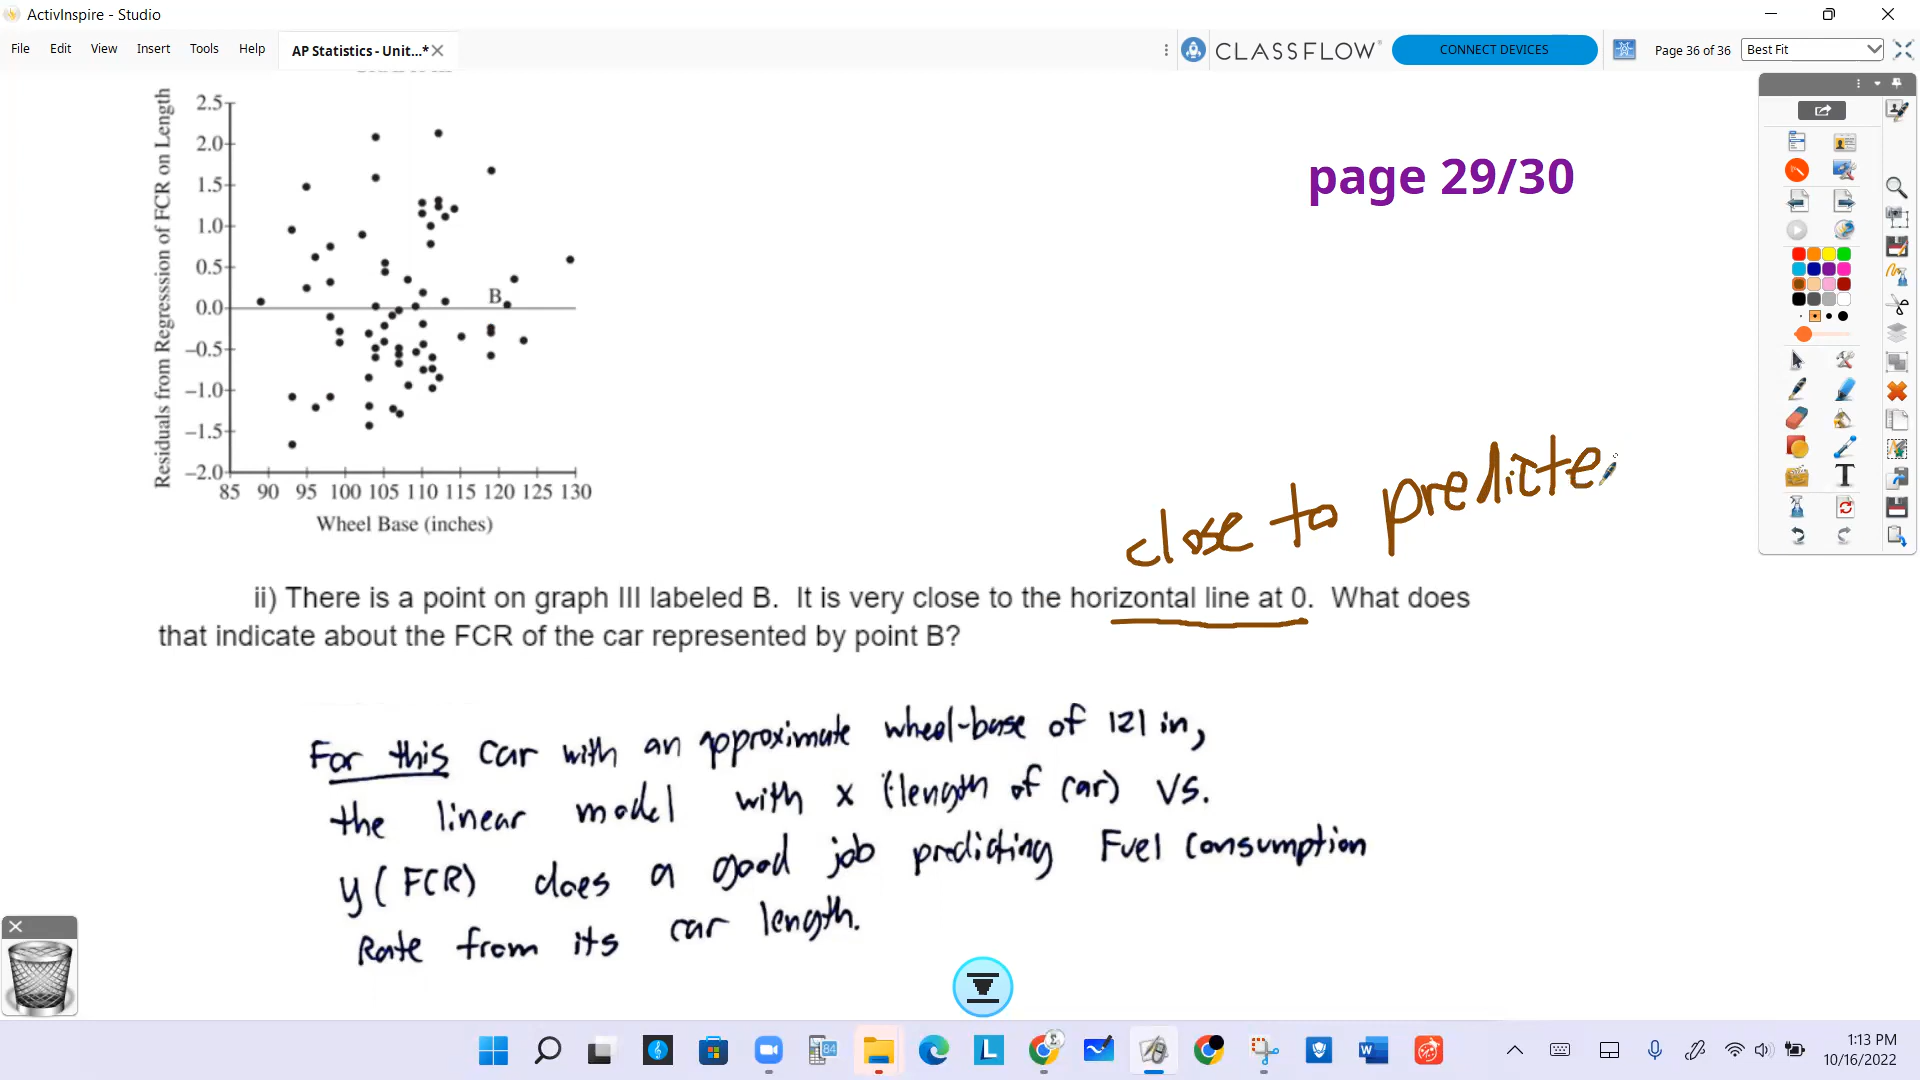 ActivInspire - Studio
File Edit View Insert Tools Help
AP Statistics - Unit...*
CLASSFLOW
CONNECT DEVICES
Page 36 of 36
Best Fit
page 29/30
Residuals from Regresssion of FCR on Length
2.5
2.0
1.5
1.0
0.5
0.0
−0.5
−1.0
−1.5
−2.0
B
85 90 95 100 105 110 115 120 125 130
Wheel Base (inches)
close to predicte
ii) There is a point on graph III labeled B. It is very close to the horizontal line at 0. What does
that indicate about the FCR of the car represented by point B?
For this car with an approximate wheel-base of 121 in,
the linear model with x (length of car) vs.
y (FCR) does a good job predicting Fuel Consumption
Rate from its car length.
1:13 PM
10/16/2022